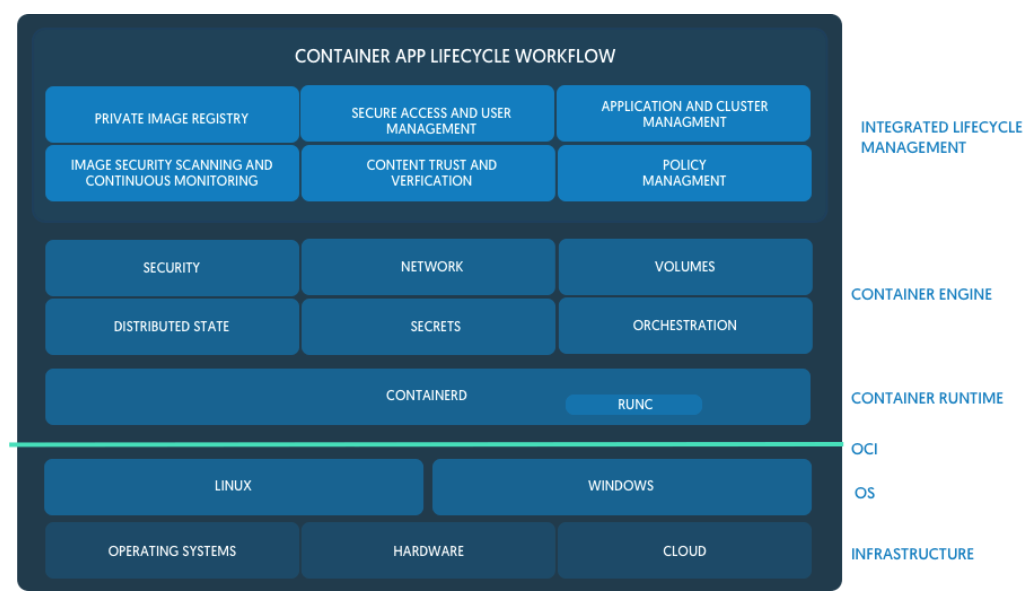 CONTAINER APP LIFECYCLE WORKFLOW
PRIVATE IMAGE REGISTRY
SECURE ACCESS AND USER
MANAGEMENT
APPLICATION AND CLUSTER
MANAGMENT
IMAGE SECURITY SCANNING AND
CONTINUOUS MONITORING
CONTENT TRUST AND
VERFICATION
POLICY
MANAGMENT
INTEGRATED LIFECYCLE
MANAGEMENT
SECURITY
NETWORK
VOLUMES
DISTRIBUTED STATE
SECRETS
ORCHESTRATION
CONTAINER ENGINE
CONTAINERD
RUNC
CONTAINER RUNTIME
OCI
LINUX
WINDOWS
OS
OPERATING SYSTEMS
HARDWARE
CLOUD
INFRASTRUCTURE